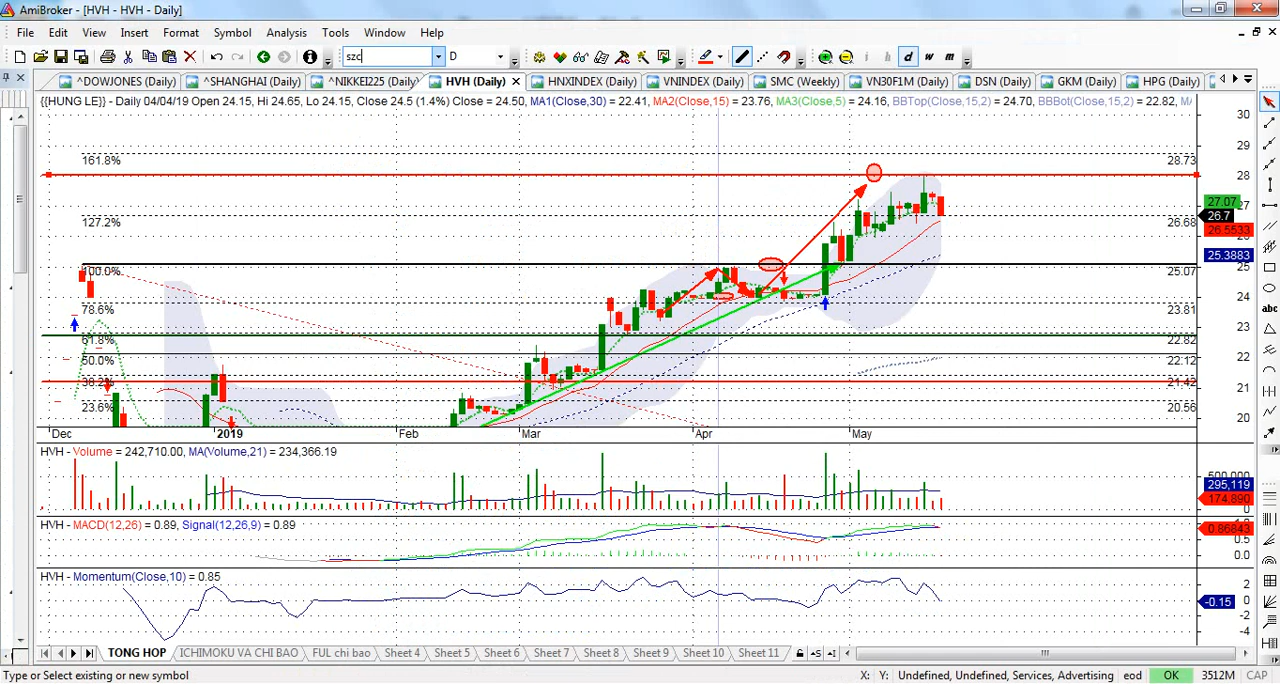 AmiBroker - [HVH - HVH - Daily]
File Edit View Insert Format Symbol Analysis Tools Window Help
szc D i h d w m
^DOWJONES (Daily) ^SHANGHAI (Daily) ^NIKKEI225 (Daily) HVH (Daily) HNXINDEX (Daily) VNINDEX (Daily) SMC (Weekly) VN30F1M (Daily) DSN (Daily) GKM (Daily) HPG (Daily)
{{HUNG LE}} - Daily 04/04/19 Open 24.15, Hi 24.65, Lo 24.15, Close 24.5 (1.4%) Close = 24.50, MA1(Close,30) = 22.41, MA2(Close,15) = 23.76, MA3(Close,5) = 24.16, BBTop(Close,15,2) = 24.70, BBBot(Close,15,2) = 22.82,
30
29
161.8% 28.73
28
27.07 27
26.7
127.2% 26.68
26.5533
26
25.3883
25
100.0% 25.07
24
78.6% 23.81
23
61.8% 22.82
50.0% 22.12
22
38.2% 21.42
21
23.6% 20.56
20
Dec 2019 Feb Mar Apr May
HVH - Volume = 242,710.00, MA(Volume,21) = 234,366.19
500,000
295,119
174,890
0
HVH - MACD(12,26) = 0.89, Signal(12,26,9) = 0.89
0.86843
0.5
0.0
HVH - Momentum(Close,10) = 0.85
2
0
-0.15
-2
-4
TONG HOP ICHIMOKU VA CHI BAO FUL chi bao Sheet 4 Sheet 5 Sheet 6 Sheet 7 Sheet 8 Sheet 9 Sheet 10 Sheet 11
Type or Select existing or new symbol X: Y: Undefined, Undefined, Services, Advertising eod OK 3512M CAP
abc